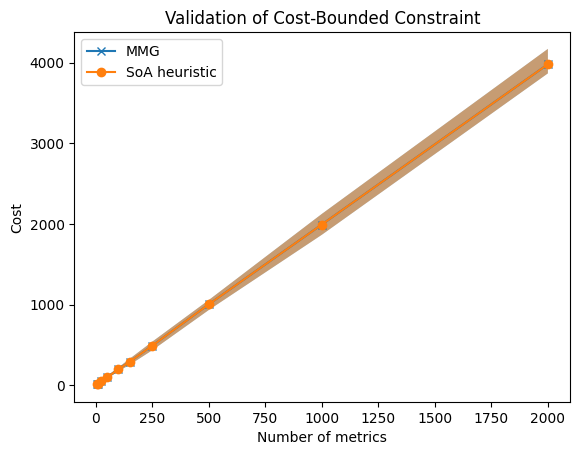 Validation of Cost-Bounded Constraint
MMG
SoA heuristic
4000
3000
2000
1000
0
Cost
0 250 500 750 1000 1250 1500 1750 2000
Number of metrics